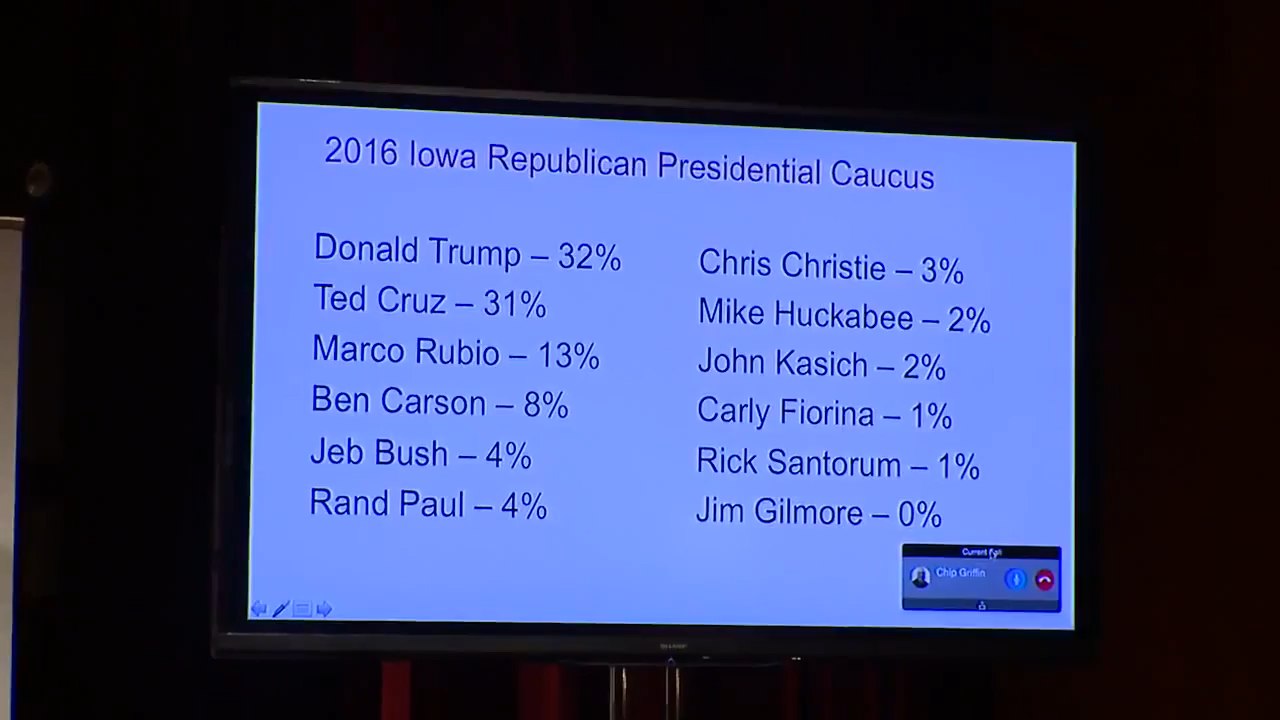 2016 Iowa Republican Presidential Caucus
Donald Trump – 32%
Ted Cruz – 31%
Marco Rubio – 13%
Ben Carson – 8%
Jeb Bush – 4%
Rand Paul – 4%
Chris Christie – 3%
Mike Huckabee – 2%
John Kasich – 2%
Carly Fiorina – 1%
Rick Santorum – 1%
Jim Gilmore – 0%
Current
Chip Griffin